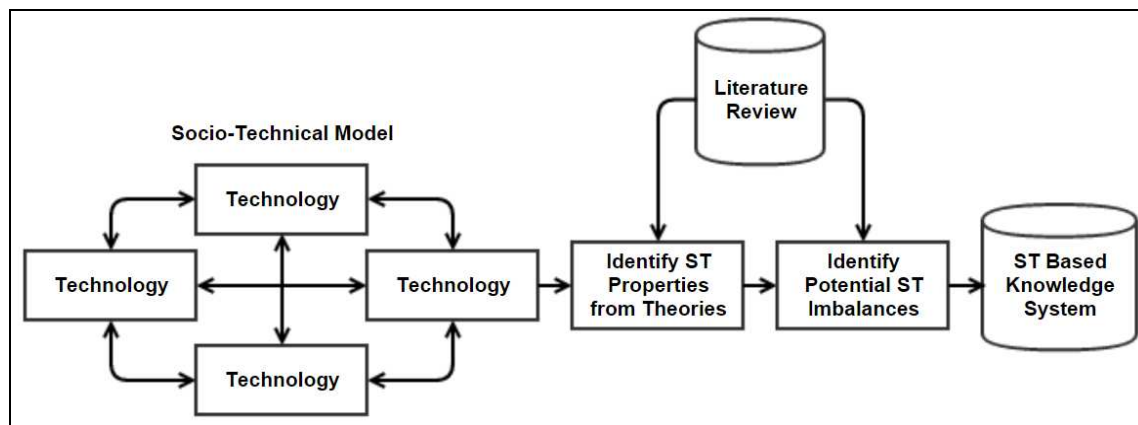 Literature
Review
Socio-Technical Model
Technology
Technology
Technology
Technology
Identify ST
Properties
from Theories
Identify
Potential ST
Imbalances
ST Based
Knowledge
System